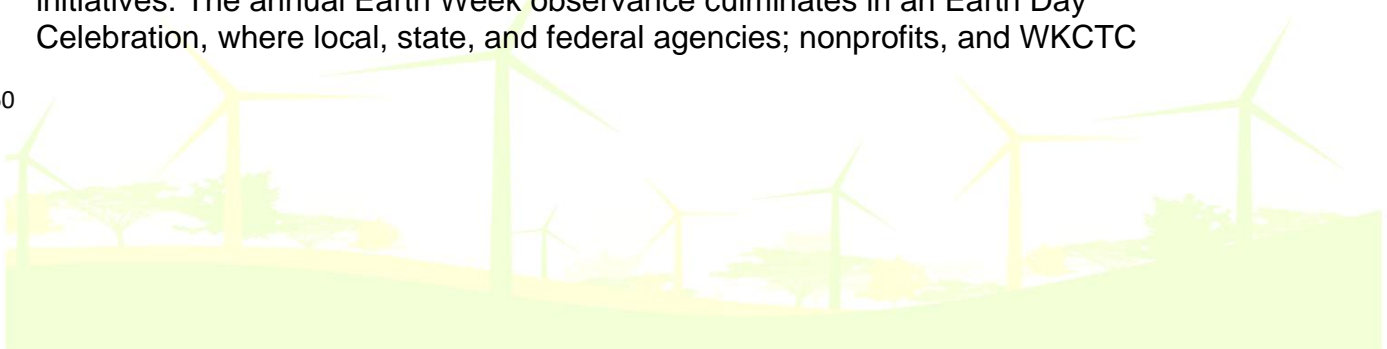 initiatives. The annual Earth Week observance culminates in an Earth Day
Celebration, where local, state, and federal agencies; nonprofits, and WKCTC